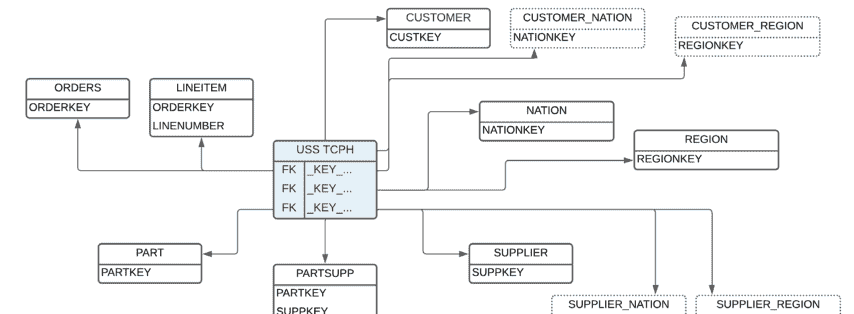 CUSTOMER
CUSTKEY
CUSTOMER_NATION
NATIONKEY
CUSTOMER_REGION
REGIONKEY
ORDERS
ORDERKEY
LINEITEM
ORDERKEY
LINENUMBER
NATION
NATIONKEY
REGION
REGIONKEY
USS TCPH
FK _KEY_...
FK _KEY_...
FK _KEY_...
PART
PARTKEY
PARTSUPP
PARTKEY
SUPPKEY
SUPPLIER
SUPPKEY
SUPPLIER_NATION
SUPPLIER_REGION